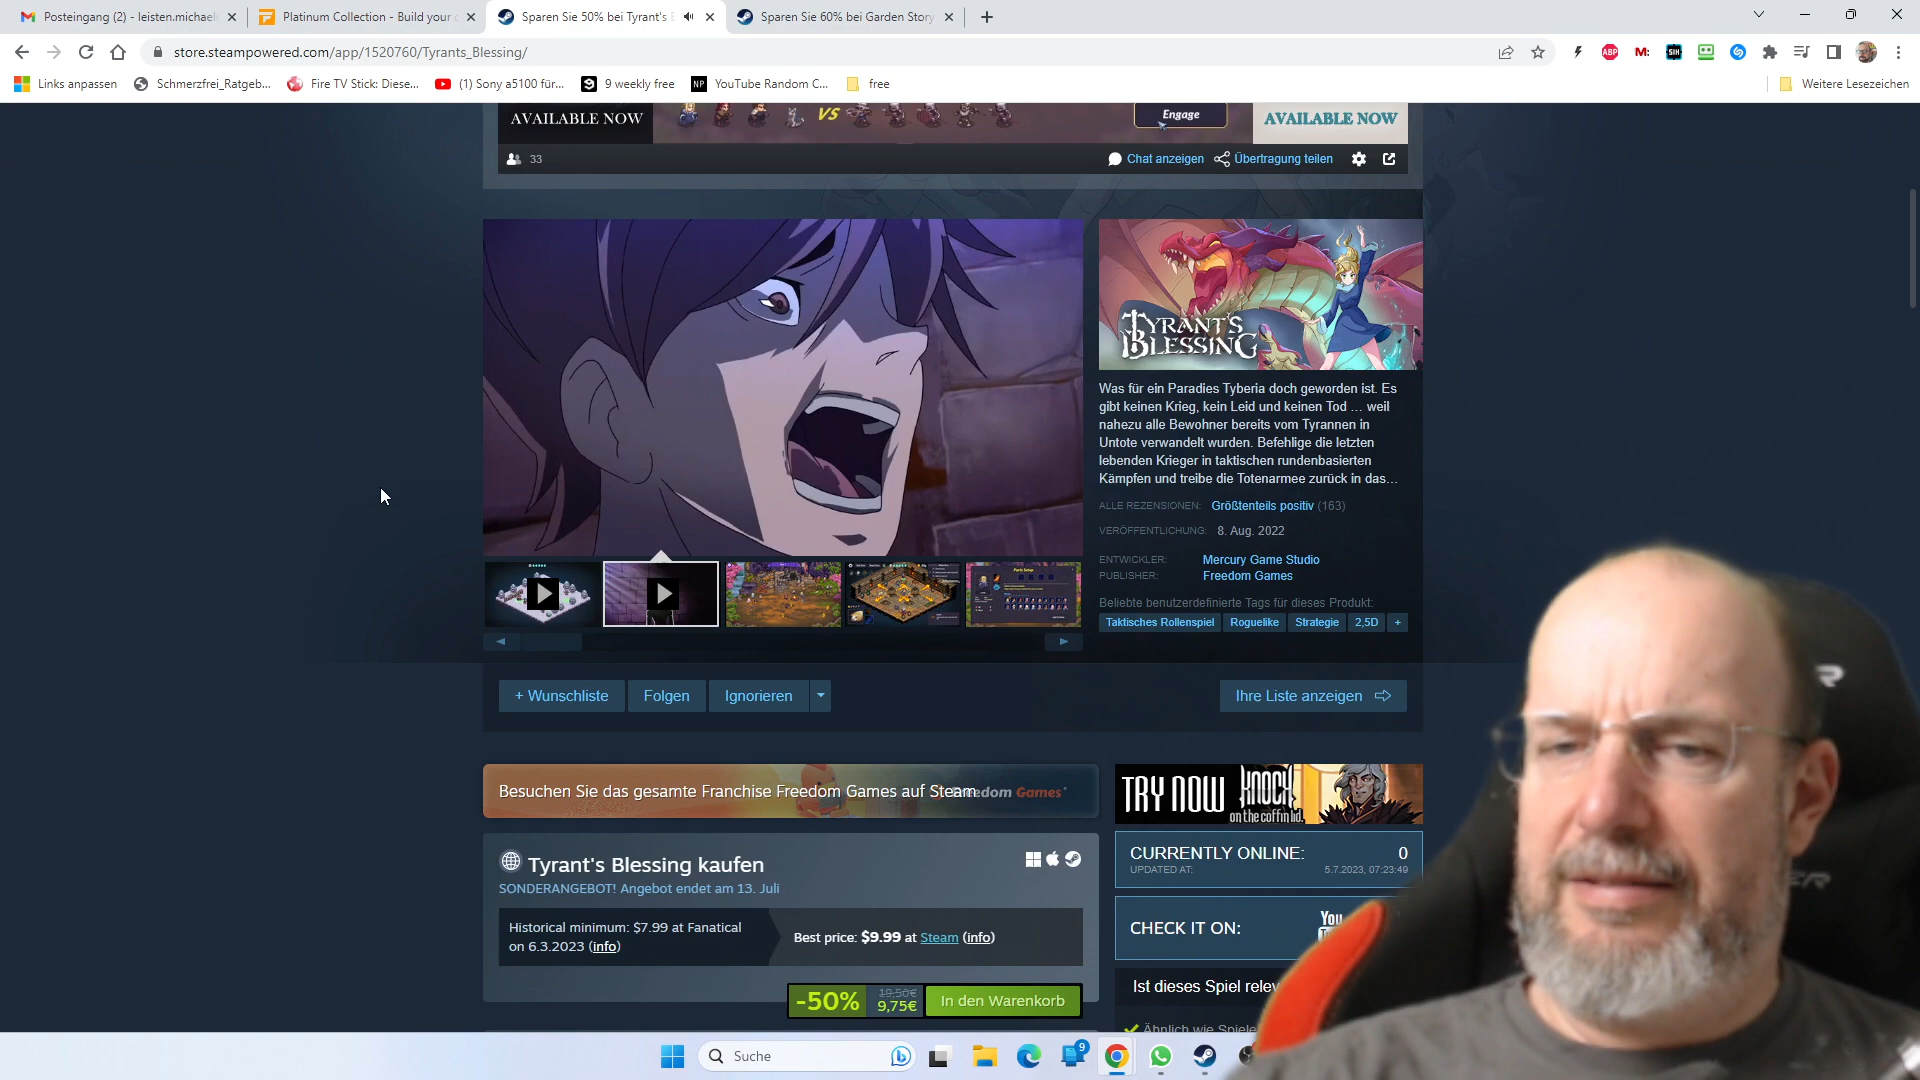 Posteingang (2) - leisten.michael
Platinum Collection - Build your o
Sparen Sie 50% bei Tyrant's B
Sparen Sie 60% bei Garden Story
store.steampowered.com/app/1520760/Tyrants_Blessing/
Links anpassen
Schmerzfrei_Ratgeb...
Fire TV Stick: Diese...
(1) Sony a5100 für...
9 weekly free
YouTube Random C...
free
Weitere Lesezeichen
AVAILABLE NOW
VS
Engage
AVAILABLE NOW
33
Chat anzeigen
Übertragung teilen
TYRANT'S
BLESSING
Was für ein Paradies Tyberia doch geworden ist. Es
gibt keinen Krieg, kein Leid und keinen Tod ... weil
nahezu alle Bewohner bereits vom Tyrannen in
Untote verwandelt wurden. Befehlige die letzten
lebenden Krieger in taktischen rundenbasierten
Kämpfen und treibe die Totenarmee zurück in das...
ALLE REZENSIONEN: Größtenteils positiv (163)
VERÖFFENTLICHUNG: 8. Aug. 2022
ENTWICKLER: Mercury Game Studio
PUBLISHER: Freedom Games
Beliebte benutzerdefinierte Tags für dieses Produkt:
Taktisches Rollenspiel
Roguelike
Strategie
2,5D
+
+ Wunschliste
Folgen
Ignorieren
Ihre Liste anzeigen
Besuchen Sie das gesamte Franchise Freedom Games auf Steam
TRY NOW
KNOCK
on the coffin lid
Tyrant's Blessing kaufen
SONDERANGEBOT! Angebot endet am 13. Juli
Historical minimum: $7.99 at Fanatical
on 6.3.2023 (info)
Best price: $9.99 at Steam (info)
-50%
19,50€
9,75€
In den Warenkorb
CURRENTLY ONLINE: 0
UPDATED AT: 5.7.2023, 07:23:49
CHECK IT ON:
You
Ist dieses Spiel relev
Ähnlich wie Spiele
Suche
9